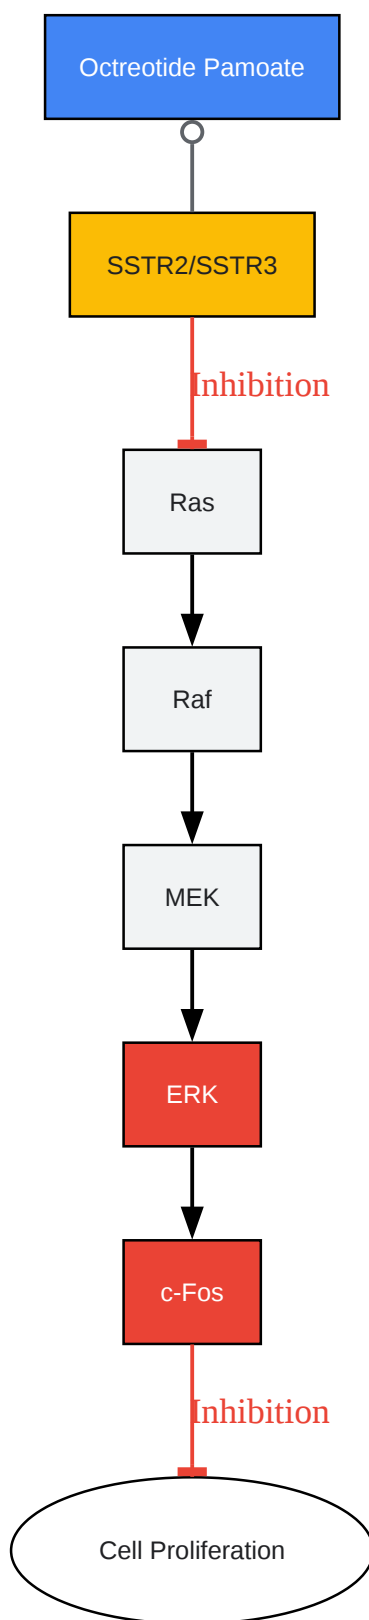 Octreotide Pamoate
SSTR2/SSTR3
Inhibition
Ras
Raf
MEK
ERK
c-Fos
Inhibition
Cell Proliferation